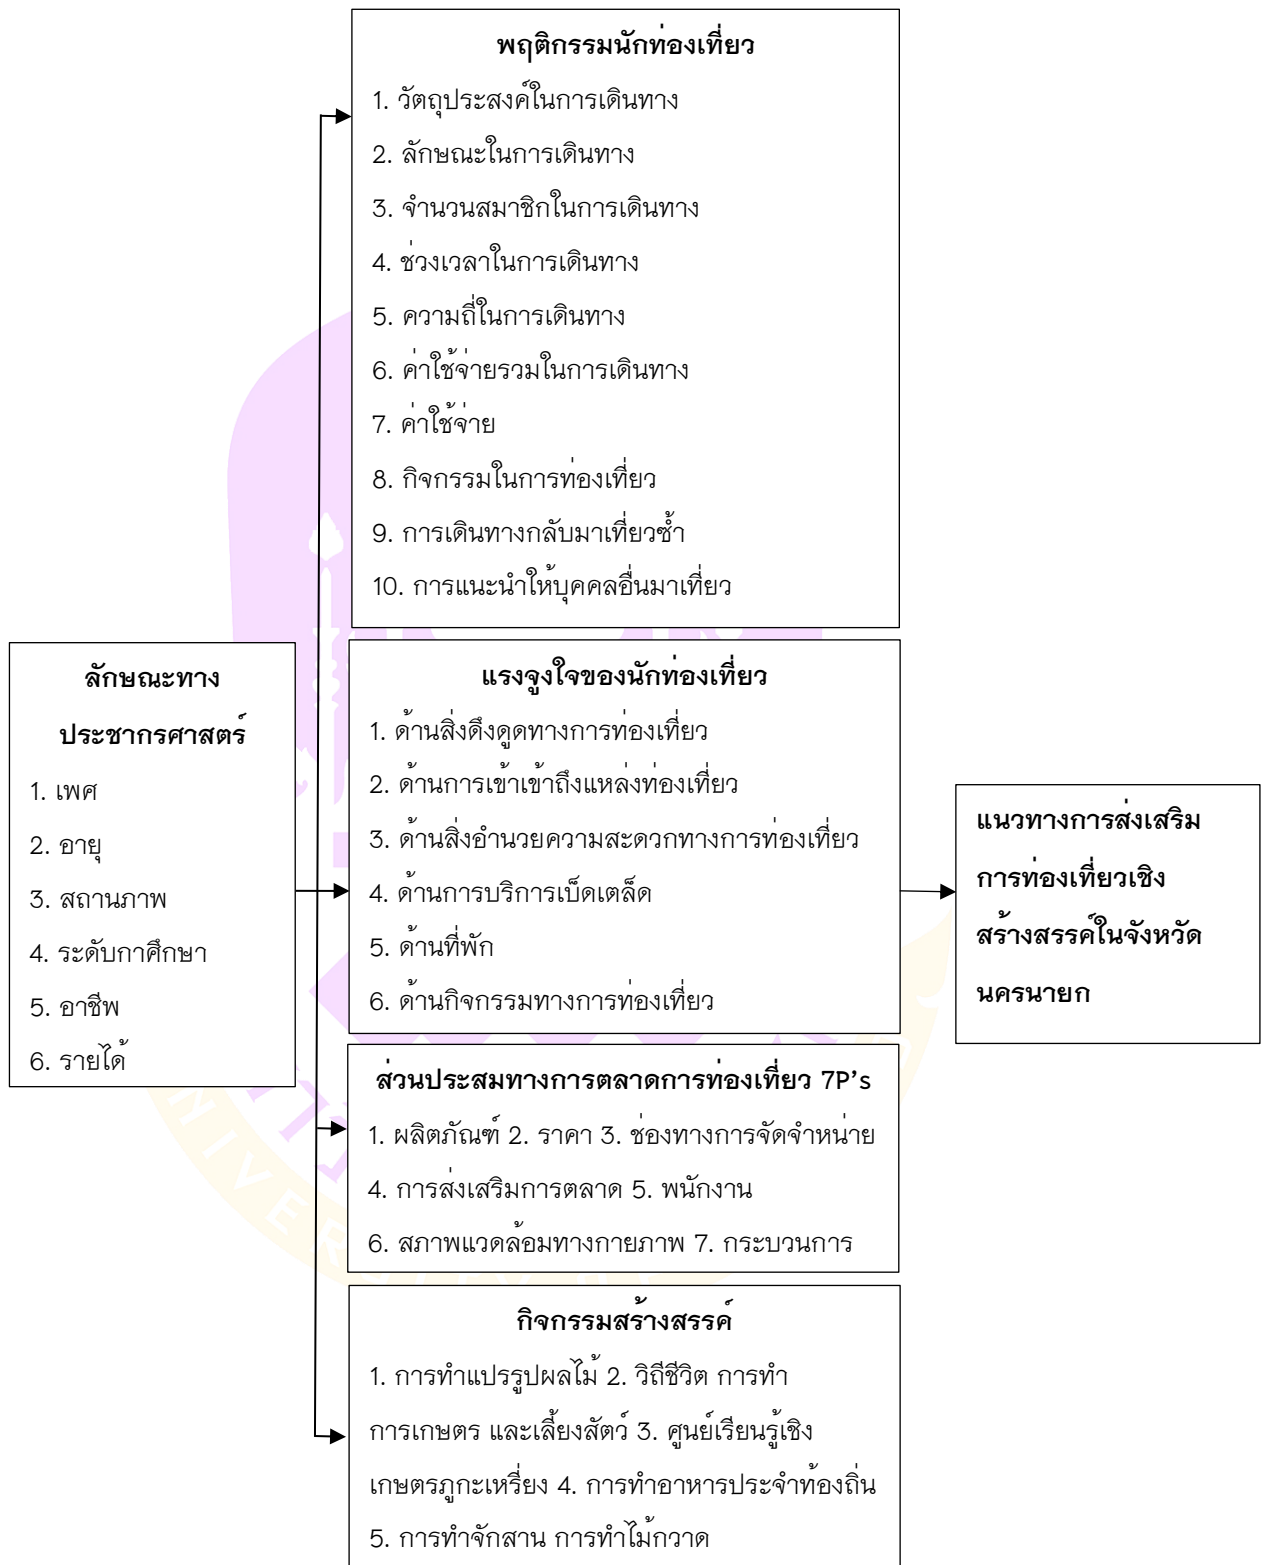 พฤติกรรมนักท่องเที่ยว
1. วัตถุประสงค์ในการเดินทาง
2. ลักษณะในการเดินทาง
3. จำนวนสมาชิกในการเดินทาง
4. ช่วงเวลาในการเดินทาง
5. ความถี่ในการเดินทาง
6. ค่าใช้จ่ายรวมในการเดินทาง
7. ค่าใช้จ่าย
8. กิจกรรมในการท่องเที่ยว
9. การเดินทางกลับมาเที่ยวซ้ำ
10. การแนะนำให้บุคคลอื่นมาเที่ยว
ลักษณะทาง
ประชากรศาสตร์
1. เพศ
2. อายุ
3. สถานภาพ
4. ระดับกาศึกษา
5. อาชีพ
6. รายได้
แรงจูงใจของนักท่องเที่ยว
1. ด้านสิ่งดึงดูดทางการท่องเที่ยว
2. ด้านการเข้าเข้าถึงแหล่งท่องเที่ยว
3. ด้านสิ่งอำนวยความสะดวกทางการท่องเที่ยว
4. ด้านการบริการเบ็ดเตล็ด
5. ด้านที่พัก
6. ด้านกิจกรรมทางการท่องเที่ยว
แนวทางการส่งเสริม
การท่องเที่ยวเชิง
สร้างสรรค์ในจังหวัด
นครนายก
ส่วนประสมทางการตลาดการท่องเที่ยว 7P's
1. ผลิตภัณฑ์ 2. ราคา 3. ช่องทางการจัดจำหน่าย
4. การส่งเสริมการตลาด 5. พนักงาน
6. สภาพแวดล้อมทางกายภาพ 7. กระบวนการ
กิจกรรมสร้างสรรค์
1. การทำแปรรูปผลไม้ 2. วิถีชีวิต การทำ
การเกษตร และเลี้ยงสัตว์ 3. ศูนย์เรียนรู้เชิง
เกษตรภูกะเหรี่ยง 4. การทำอาหารประจำท้องถิ่น
5. การทำจักสาน การทำไม้กวาด